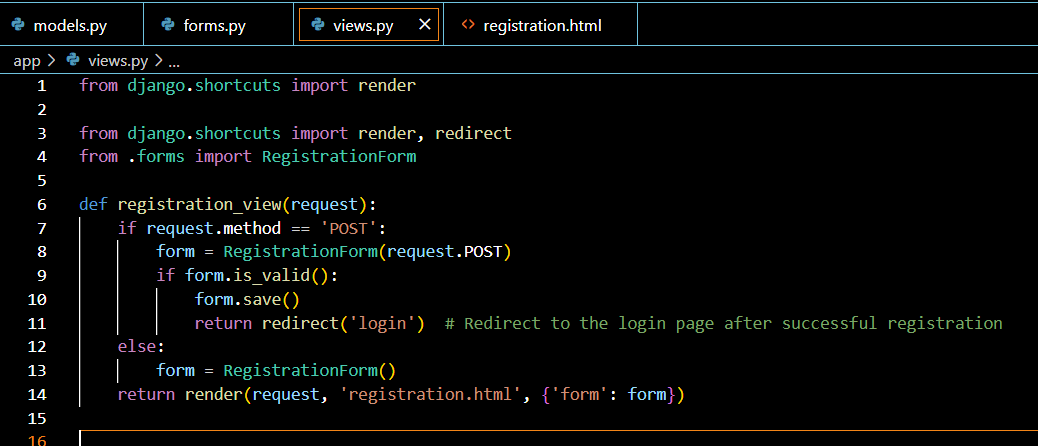 models.py forms.py views.py × <> registration.html
app > views.py > ...
1 from django.shortcuts import render
2
3 from django.shortcuts import render, redirect
4 from .forms import RegistrationForm
5
6 def registration_view(request):
7     if request.method == 'POST':
8         form = RegistrationForm(request.POST)
9         if form.is_valid():
10             form.save()
11             return redirect('login')  # Redirect to the login page after successful registration
12     else:
13         form = RegistrationForm()
14     return render(request, 'registration.html', {'form': form})
15
16